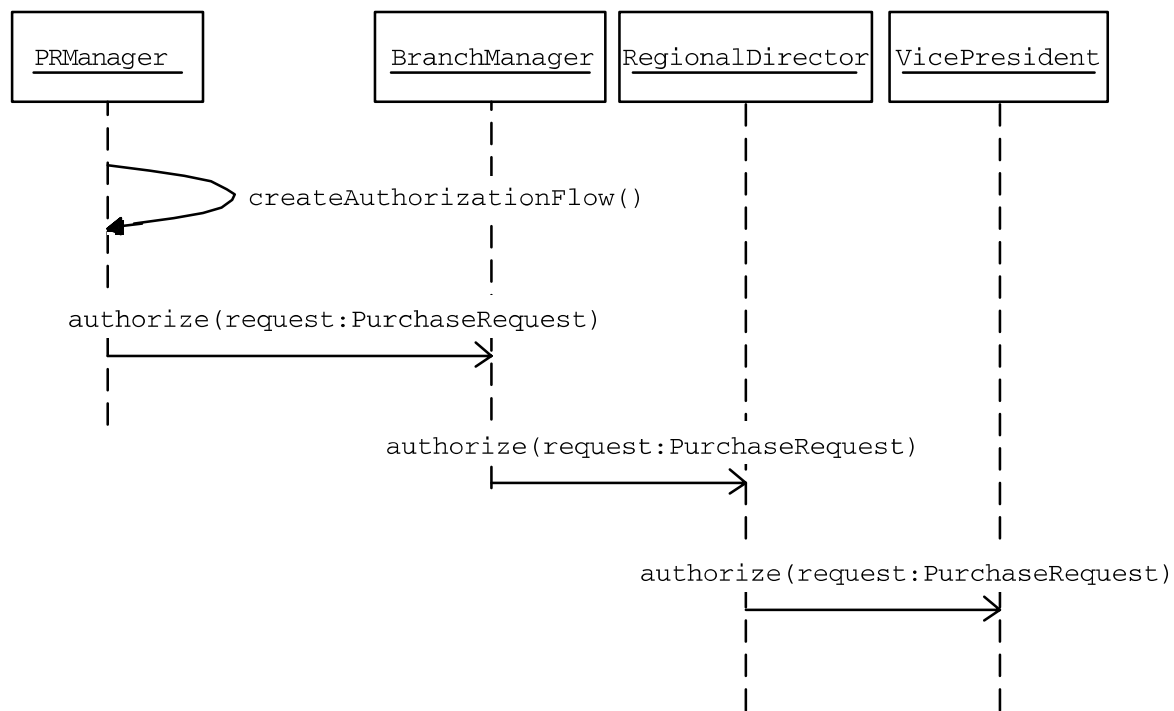 PRManager
BranchManager
RegionalDirector
VicePresident
createAuthorizationFlow()
authorize(request:PurchaseRequest)
authorize(request:PurchaseRequest)
authorize(request:PurchaseRequest)